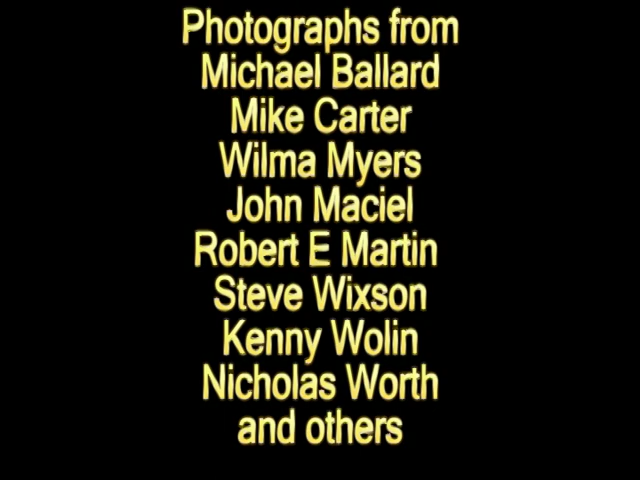 Photographs from
Michael Ballard
Mike Carter
Wilma Myers
John Maciel
Robert E Martin
Steve Wixson
Kenny Wolin
Nicholas Worth
and others